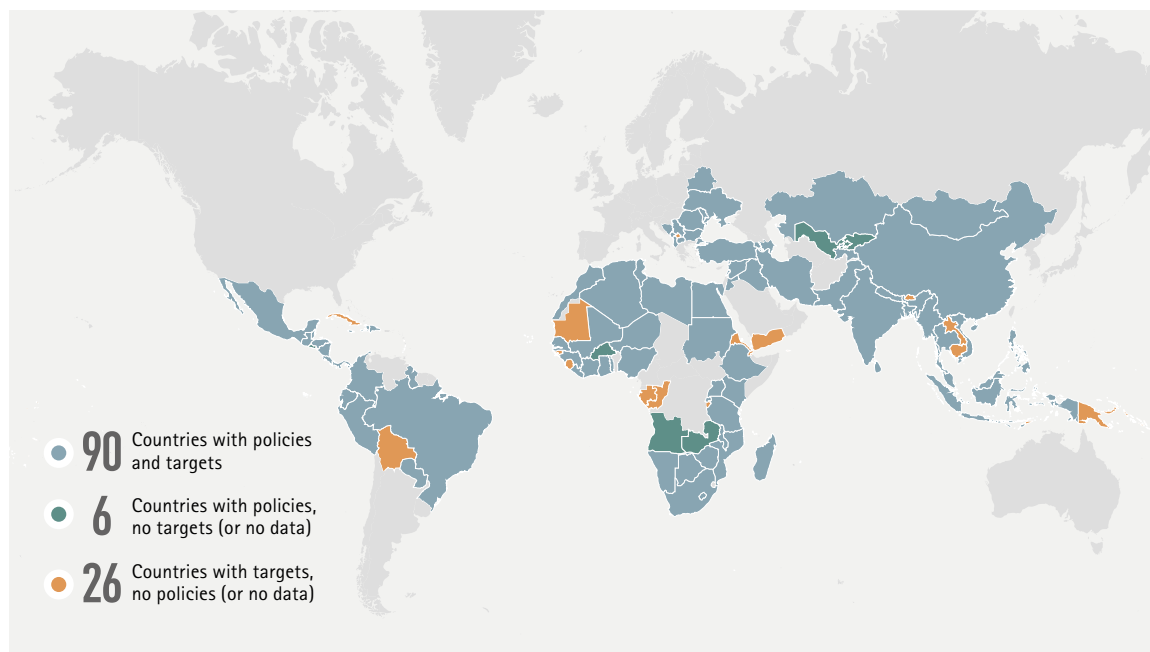 90 Countries with policies
and targets
6 Countries with policies,
no targets (or no data)
26 Countries with targets,
no policies (or no data)